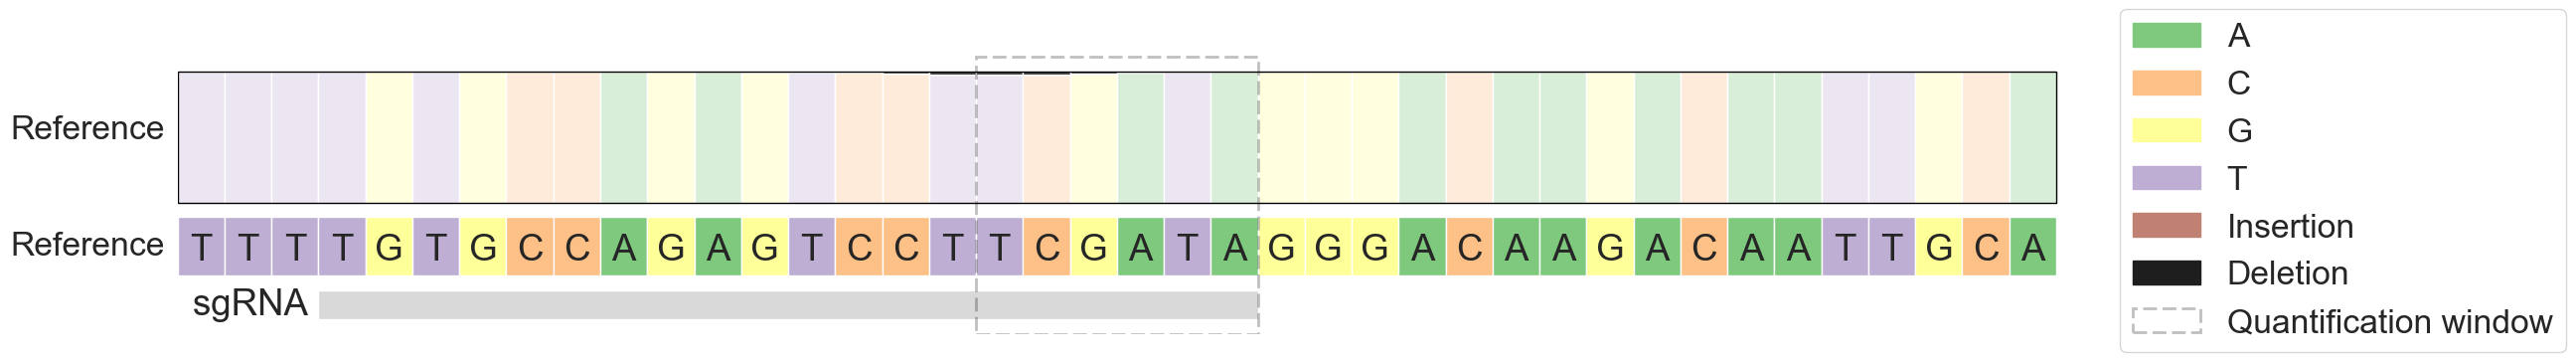 Reference
Reference T T T T G T G C C A G A G T C C T T C G A T A G G G A C A A G A C A A T T G C A
sgRNA
A
C
G
T
Insertion
Deletion
Quantification window